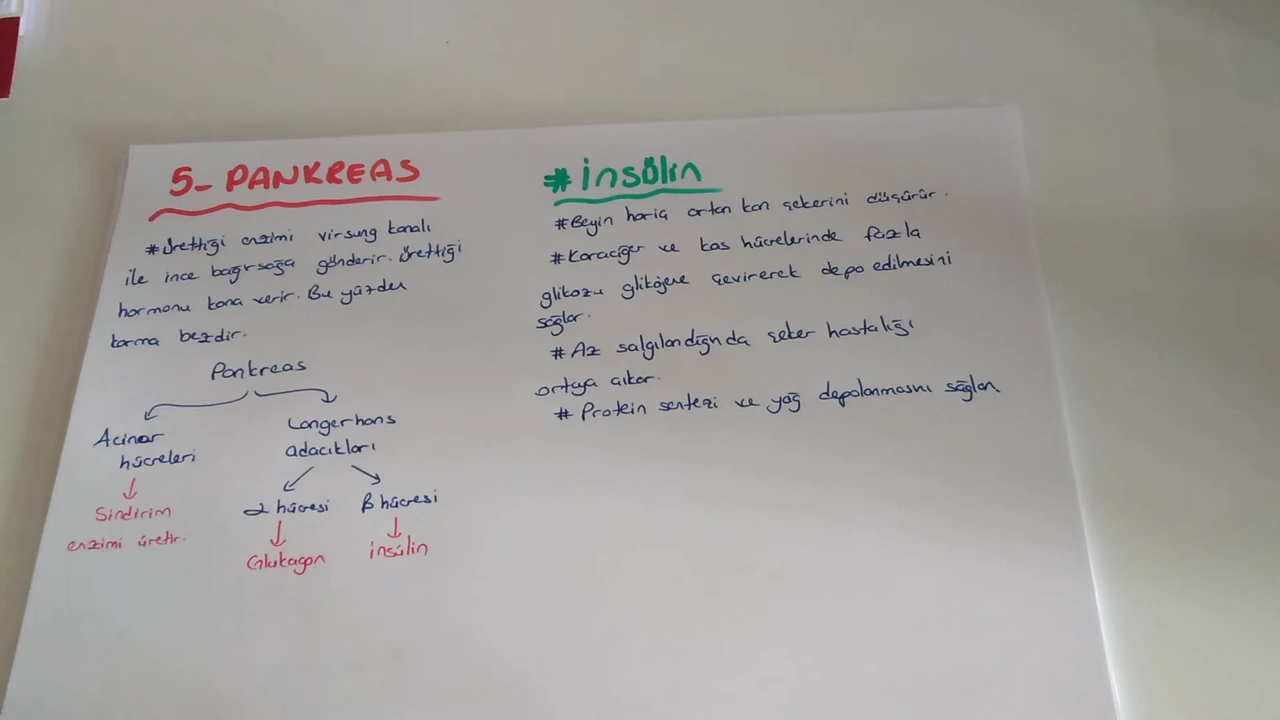 5- PANKREAS
#Ürettiği enzimi virsung kanalı
ile ince bağırsağa gönderir. Ürettiği
hormonu kana verir. Bu yüzden
karma bezdir.
Pankreas
Acinar
hücreleri
Langerhans
adacıkları
Sindirim
enzimi üretir.
α hücresi
β hücresi
Glukagon
insülin
#insülin
#Beyin hariç artan kan şekerini düşürür.
#Karaciğer ve kas hücrelerinde fazla
glikozu glikojene çevirerek depo edilmesini
sağlar.
#Az salgılandığnda şeker hastalığı
ortaya çıkar.
# Protein sentezi ve yağ depolanmasını sağlar.